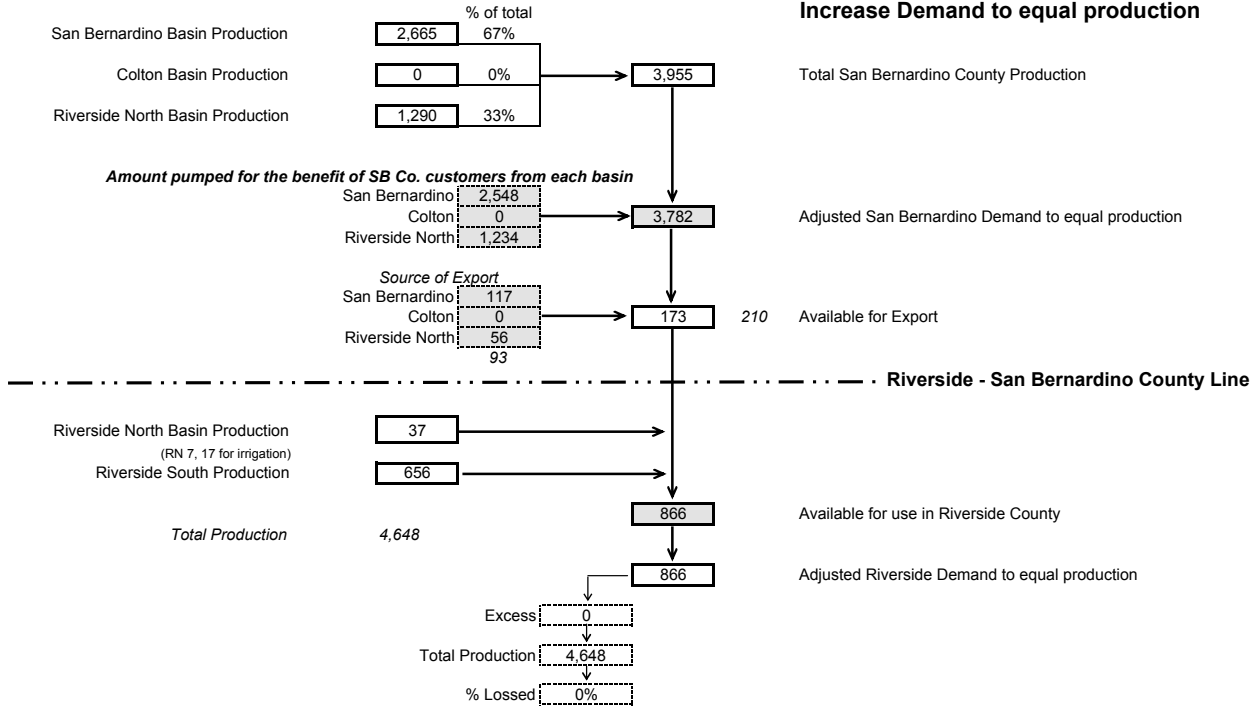 Increase Demand to equal production
% of total
San Bernardino Basin Production 2,665 67%
Colton Basin Production 0 0% 3,955 Total San Bernardino County Production
Riverside North Basin Production 1,290 33%
Amount pumped for the benefit of SB Co. customers from each basin
San Bernardino 2,548
Colton 0 3,782 Adjusted San Bernardino Demand to equal production
Riverside North 1,234
Source of Export
San Bernardino 117
Colton 0 173 210 Available for Export
Riverside North 56
93
Riverside - San Bernardino County Line
Riverside North Basin Production 37
(RN 7, 17 for irrigation)
Riverside South Production 656
866 Available for use in Riverside County
Total Production 4,648
866 Adjusted Riverside Demand to equal production
Excess 0
Total Production 4,648
% Lossed 0%